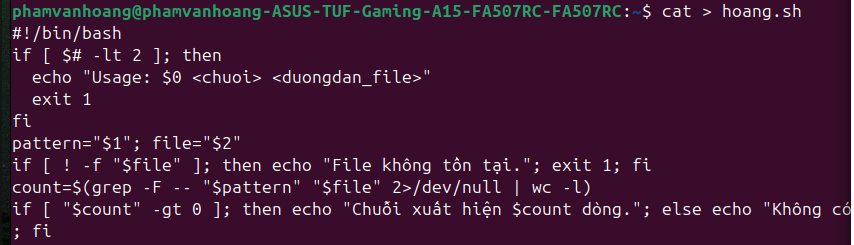 phamvanhoang@phamvanhoang-ASUS-TUF-Gaming-A15-FA507RC-FA507RC:~$ cat > hoang.sh
#!/bin/bash
if [ $# -lt 2 ]; then
  echo "Usage: $0 <chuoi> <duongdan_file>"
  exit 1
fi
pattern="$1"; file="$2"
if [ ! -f "$file" ]; then echo "File không tồn tại."; exit 1; fi
count=$(grep -F -- "$pattern" "$file" 2>/dev/null | wc -l)
if [ "$count" -gt 0 ]; then echo "Chuỗi xuất hiện $count dòng."; else echo "Không có
; fi